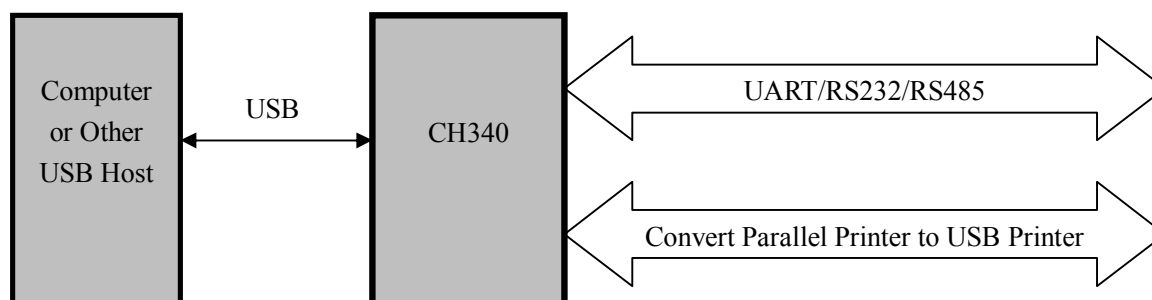 Computer
or Other
USB Host
USB
CH340
UART/RS232/RS485
Convert Parallel Printer to USB Printer